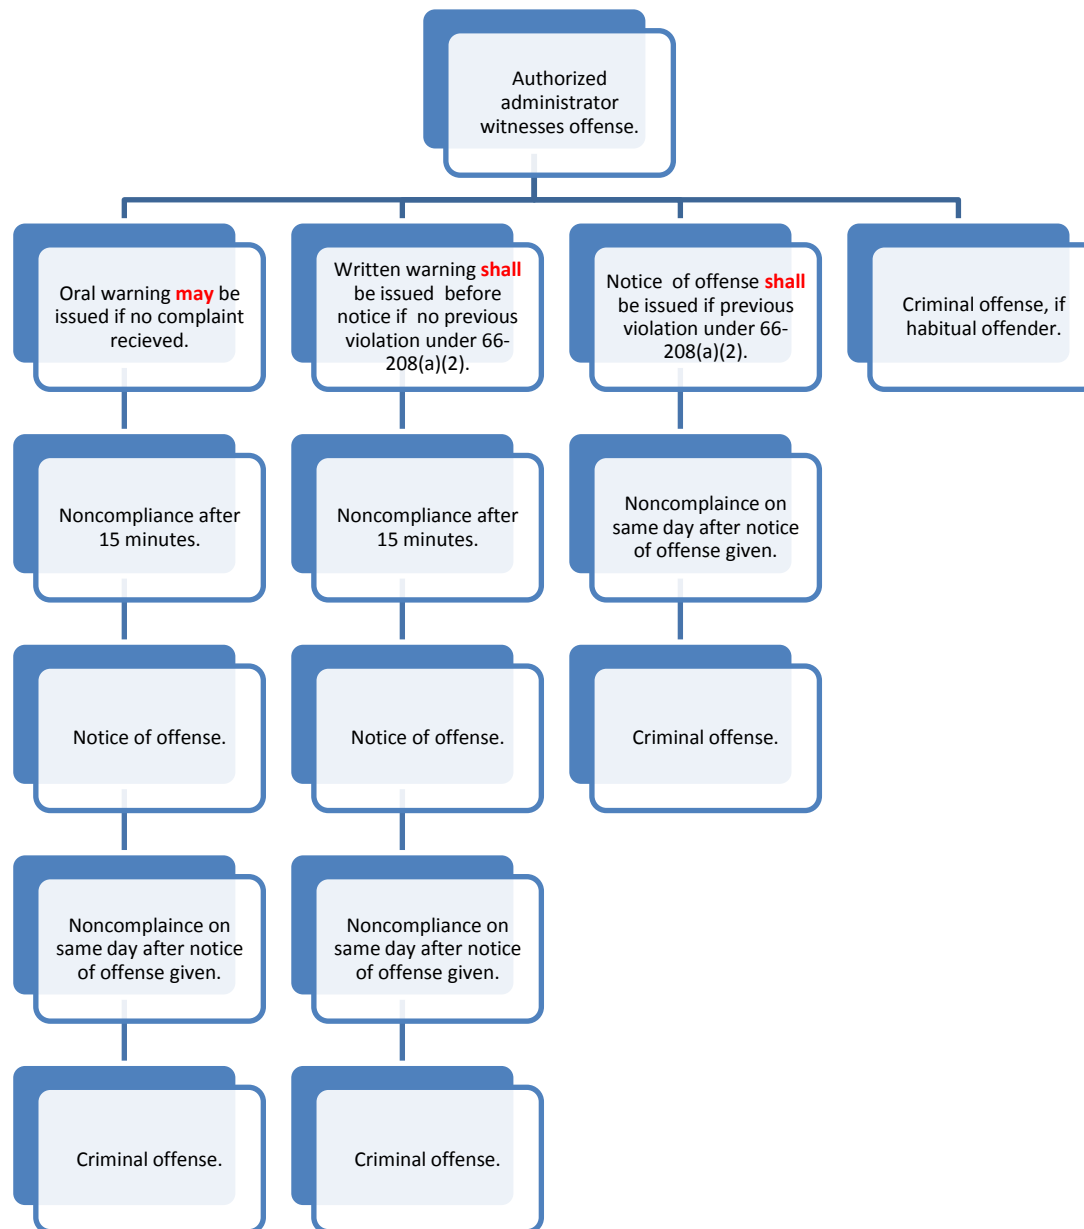 Authorized
administrator
witnesses offense.
Oral warning may be
issued if no complaint
recieved.
Written warning shall
be issued  before
notice if  no previous
violation under 66-
208(a)(2).
Notice  of offense shall
be issued if previous
violation under 66-
208(a)(2).
Criminal offense, if
habitual offender.
Noncompliance after
15 minutes.
Noncompliance after
15 minutes.
Noncomplaince on
same day after notice
of offense given.
Notice of offense.
Notice of offense.
Criminal offense.
Noncomplaince on
same day after notice
of offense given.
Noncompliance on
same day after notice
of offense given.
Criminal offense.
Criminal offense.